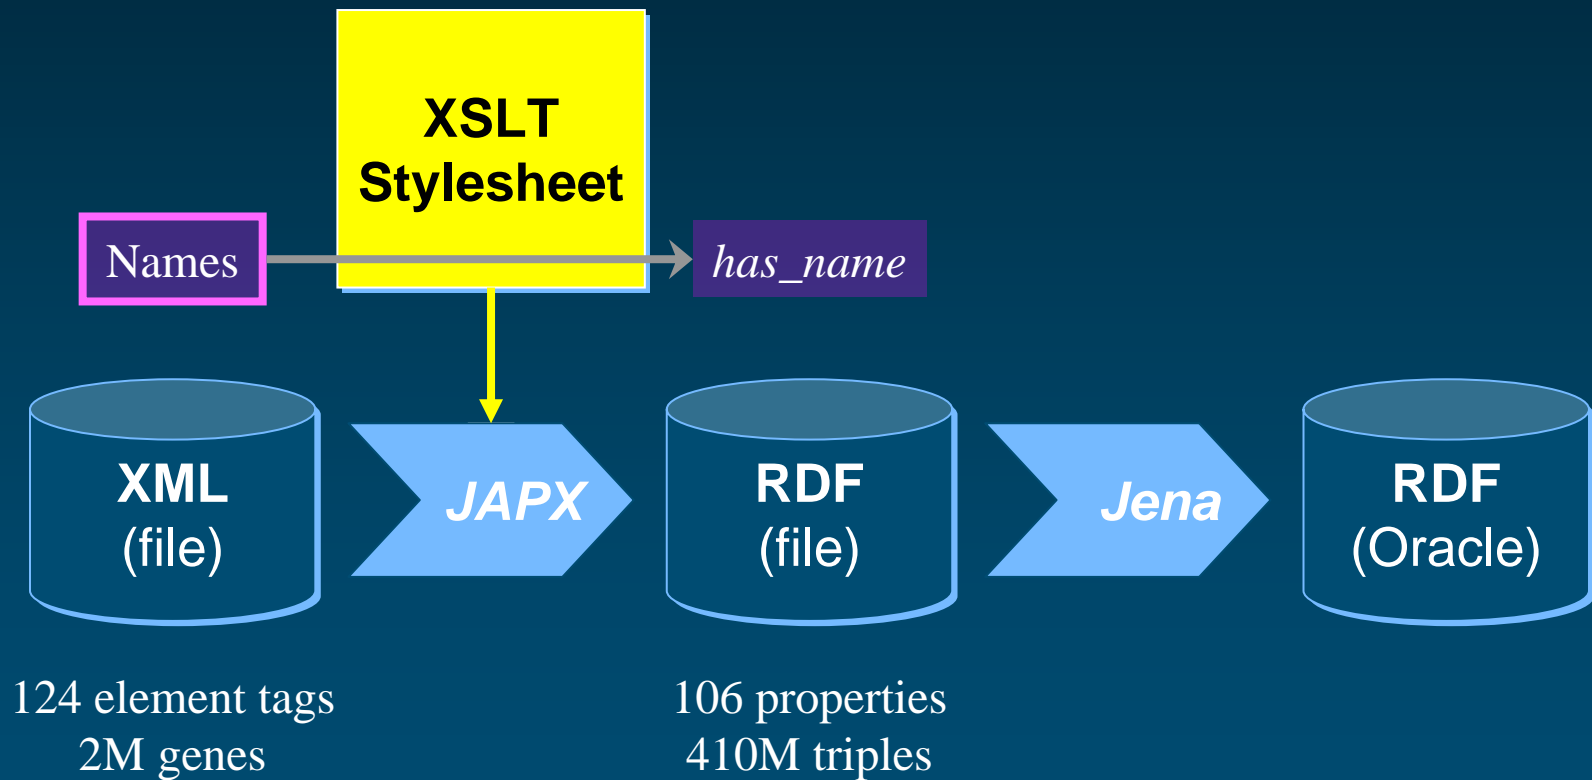 XSLT
Stylesheet
Names
has_name
XML
(file)
JAPX
RDF
(file)
Jena
RDF
(Oracle)
124 element tags
2M genes
106 properties
410M triples